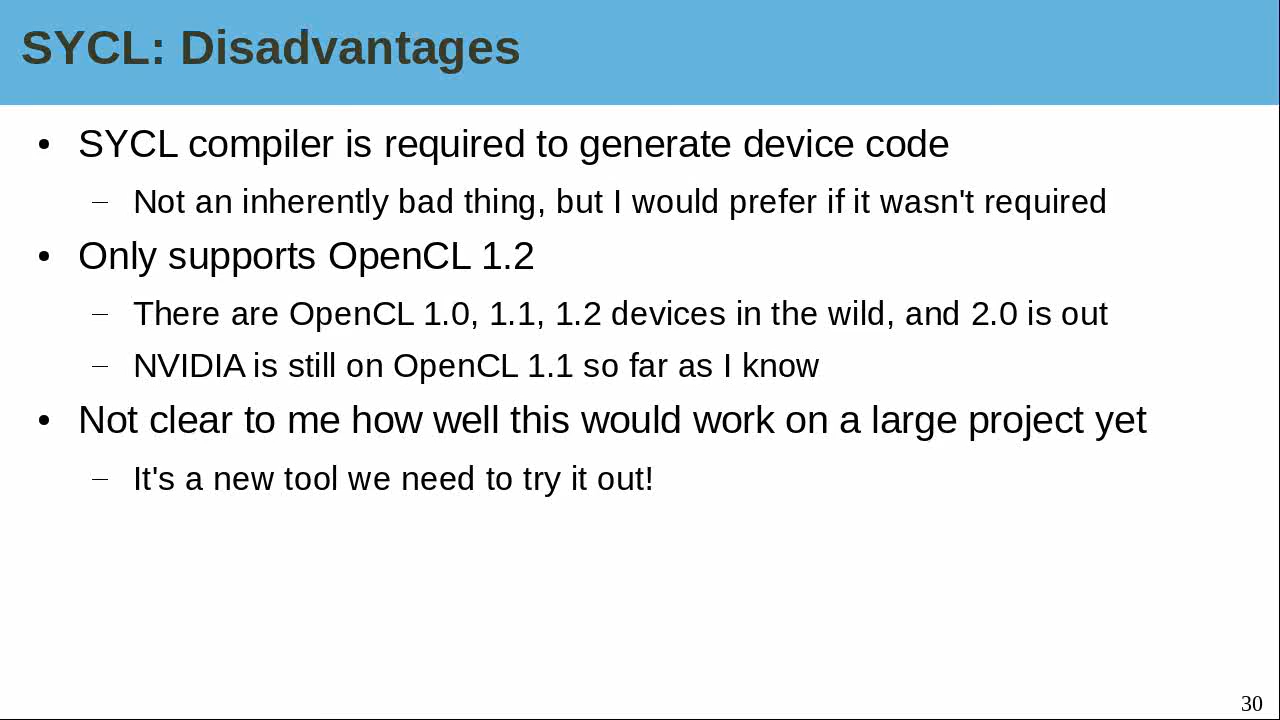 SYCL: Disadvantages
• SYCL compiler is required to generate device code
– Not an inherently bad thing, but I would prefer if it wasn't required
• Only supports OpenCL 1.2
– There are OpenCL 1.0, 1.1, 1.2 devices in the wild, and 2.0 is out
– NVIDIA is still on OpenCL 1.1 so far as I know
• Not clear to me how well this would work on a large project yet
– It's a new tool we need to try it out!
30